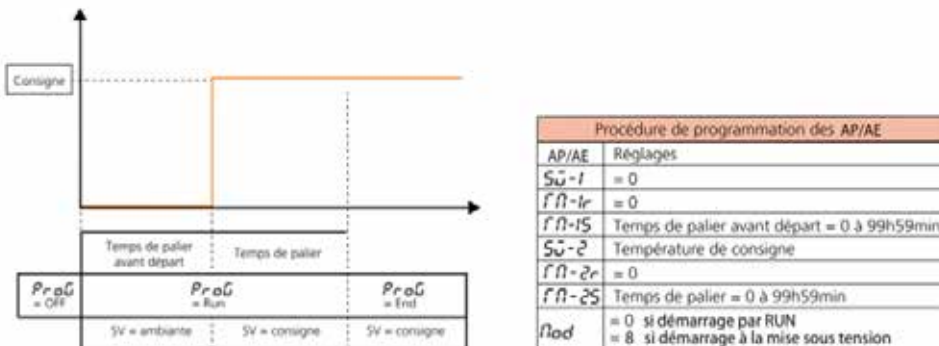 Consigne
Temps de palier
avant départ
Temps de palier
ProG
= OFF
ProG
= Run
ProG
= End
SV = ambiante
SV = consigne
SV = consigne
Procédure de programmation des AP/AE
AP/AE Réglages
SV-1 = 0
TM-1r = 0
TM-1S Temps de palier avant départ = 0 à 99h59min
SV-2 Température de consigne
TM-2r = 0
TM-2S Temps de palier = 0 à 99h59min
Mod = 0 si démarrage par RUN
= 8 si démarrage à la mise sous tension